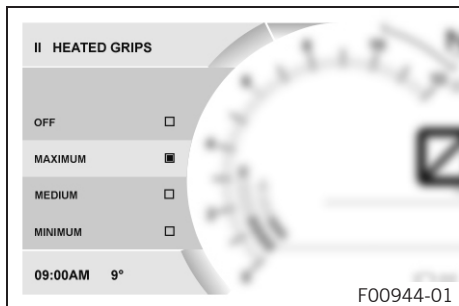 II HEATED GRIPS
OFF
MAXIMUM
MEDIUM
MINIMUM
09:00AM 9°
F00944-01